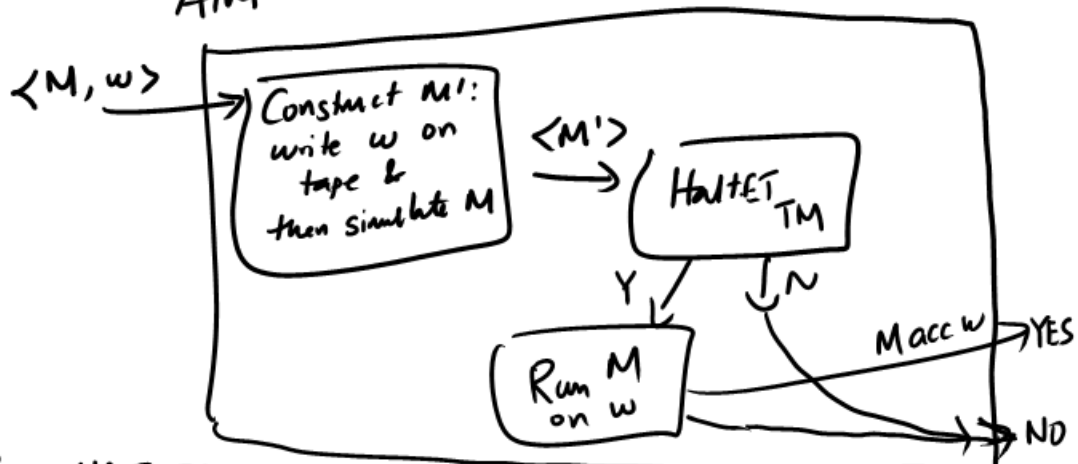 <M, w>
Construct M':
write w on
tape &
then simulate M
<M'>
HaltET
TM
Y
N
Run M
on w
M acc w
YES
NO